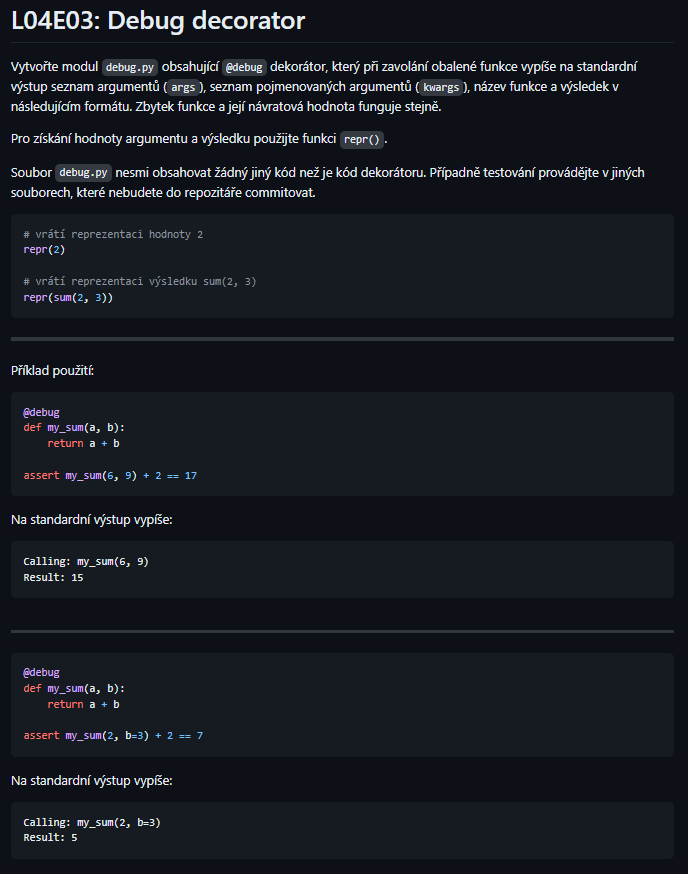 L04E03: Debug decorator
Vytvořte modul debug.py obsahující @debug dekorátor, který při zavolání obalené funkce vypíše na standardní
výstup seznam argumentů (args), seznam pojmenovaných argumentů (kwargs), název funkce a výsledek v
následujícím formátu. Zbytek funkce a její návratová hodnota funguje stejně.
Pro získání hodnoty argumentu a výsledku použijte funkci repr().
Soubor debug.py nesmi obsahovat žádný jiný kód než je kód dekorátoru. Případně testování provádějte v jiných
souborech, které nebudete do repozitáře commitovat.
# vrátí reprezentaci hodnoty 2
repr(2)
# vrátí reprezentaci výsledku sum(2, 3)
repr(sum(2, 3))
Příklad použití:
@debug
def my_sum(a, b):
    return a + b
assert my_sum(6, 9) + 2 == 17
Na standardní výstup vypíše:
Calling: my_sum(6, 9)
Result: 15
@debug
def my_sum(a, b):
    return a + b
assert my_sum(2, b=3) + 2 == 7
Na standardní výstup vypíše:
Calling: my_sum(2, b=3)
Result: 5